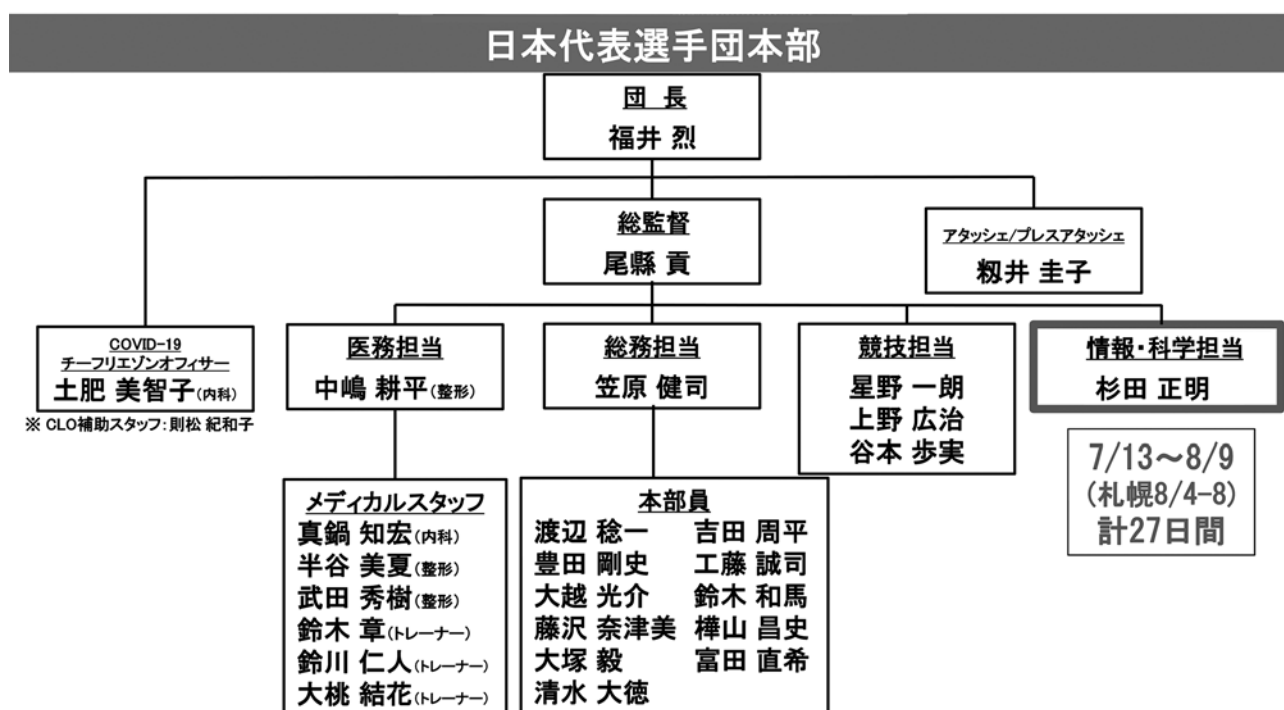 日本代表選手団本部
団 長
福井 烈
総監督
尾縣 貢
アタッシェ/プレスアタッシェ
籾井 圭子
COVID-19
チーフリエゾンオフィサー
土肥 美智子(内科)
※ CLO補助スタッフ:則松 紀和子
医務担当
中嶋 耕平(整形)
総務担当
笠原 健司
競技担当
星野 一朗
上野 広治
谷本 歩実
情報・科学担当
杉田 正明
7/13～8/9
(札幌8/4-8)
計27日間
メディカルスタッフ
真鍋 知宏(内科)
半谷 美夏(整形)
武田 秀樹(整形)
鈴木 章(トレーナー)
鈴川 仁人(トレーナー)
大桃 結花(トレーナー)
本部員
渡辺 稔一 吉田 周平
豊田 剛史 工藤 誠司
大越 光介 鈴木 和馬
藤沢 奈津美 樺山 昌史
大塚 毅 富田 直希
清水 大徳